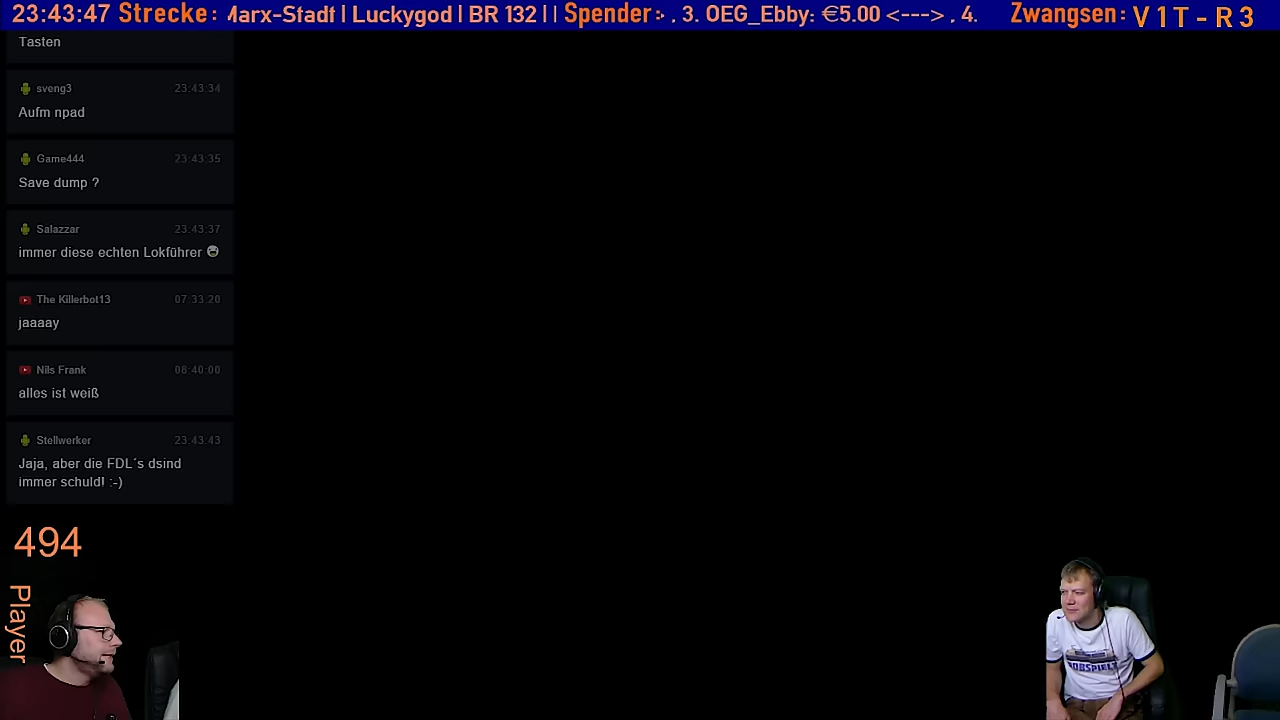 23:43:47 Strecke: Marx-Stadt | Luckygod | BR 132 | | Spender: . 3. OEG_Ebby: €5.00 <---> . 4. Zwangsen: V 1 T - R 3
Tasten
sveng3 23:43:34
Aufm npad
Game444 23:43:35
Save dump ?
Salazzar 23:43:37
immer diese echten Lokführer
The Killerbot13 07:33:20
jaaaay
Nils Frank 08:40:00
alles ist weiß
Stellwerker 23:43:43
Jaja, aber die FDL´s dsind
immer schuld! :-)
494
Player